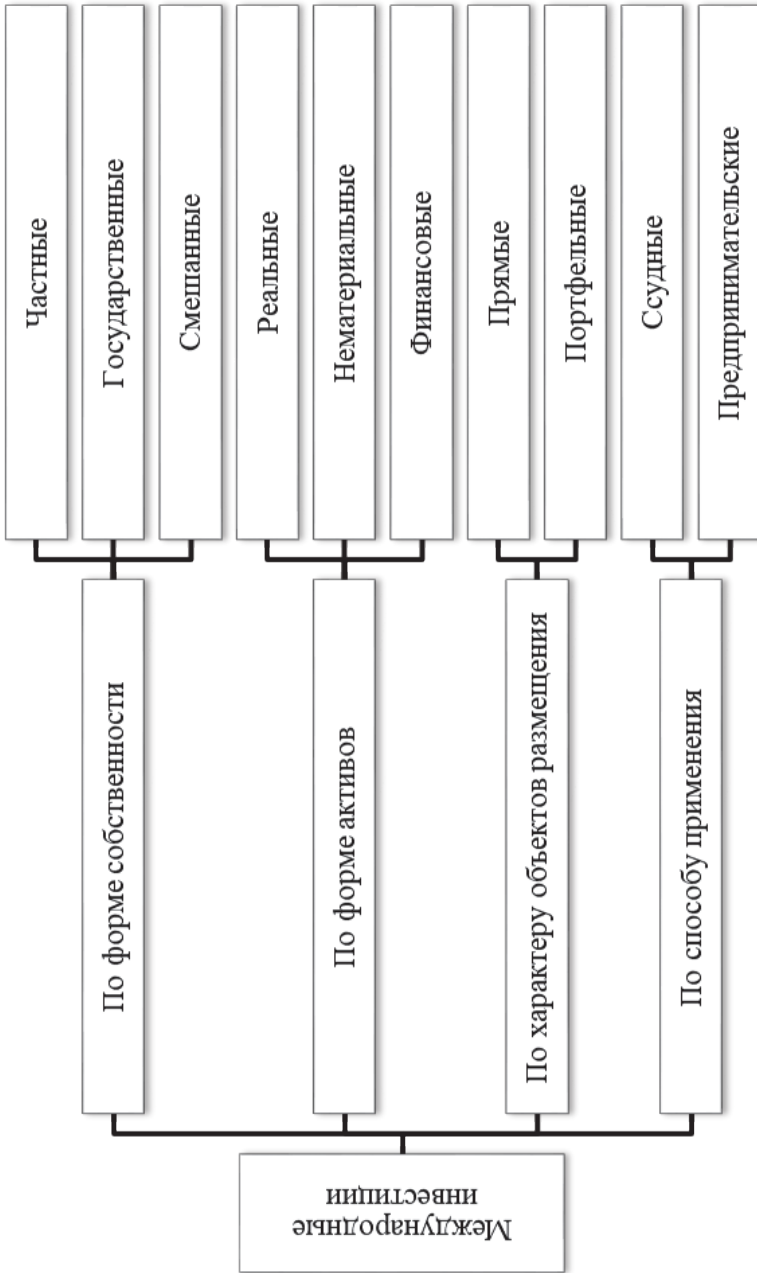 Международные
инвестиции
По форме собственности
Частные
Государственные
Смешанные
По форме активов
Реальные
Нематериальные
Финансовые
По характеру объектов размещения
Прямые
Портфельные
По способу применения
Ссудные
Предпринимательские